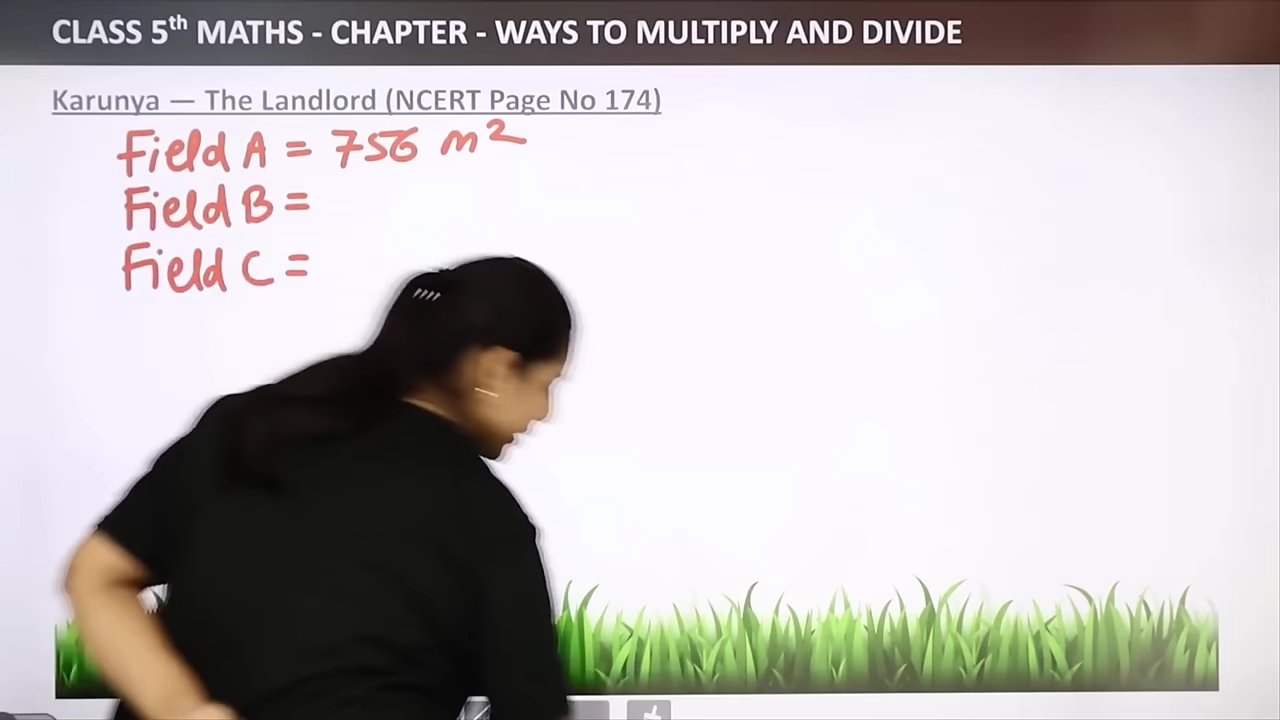 CLASS 5th MATHS - CHAPTER - WAYS TO MULTIPLY AND DIVIDE
Karunya — The Landlord (NCERT Page No 174)
Field A = 756 m²
Field B =
Field C =